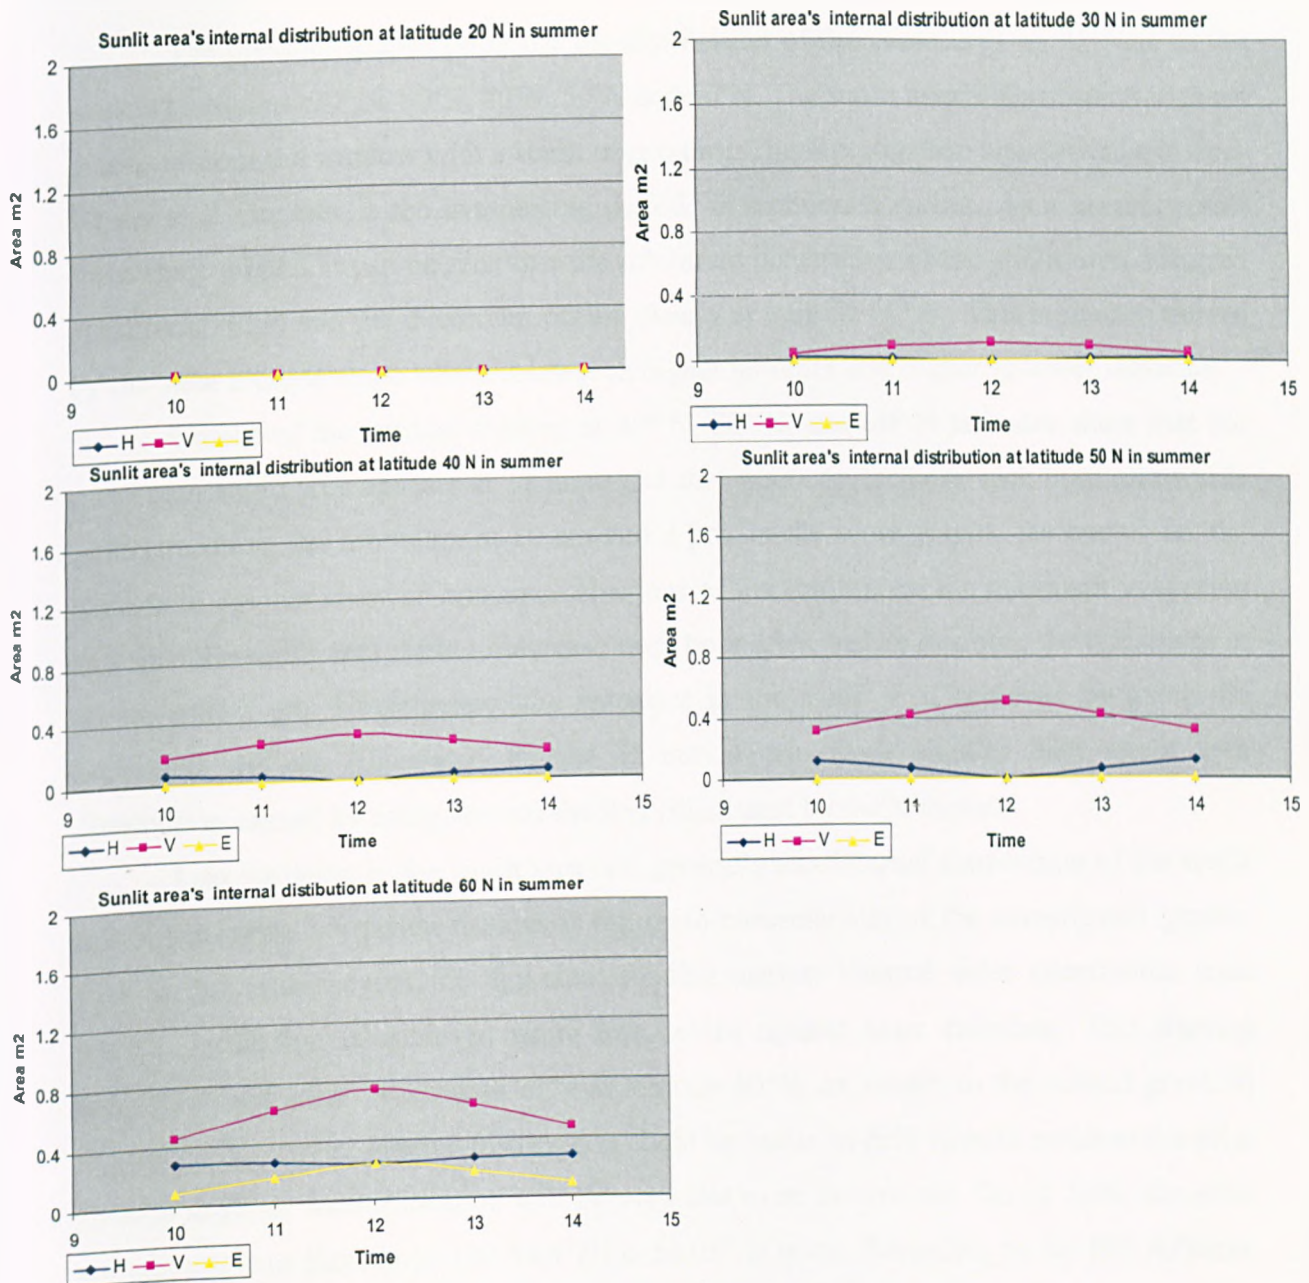 Sunlit area's internal distribution at latitude 20 N in summer
2
1.6
1.2
0.8
0.4
0
Area m2
9 10 11 12 13 14
Time
H V E
Sunlit area's internal distribution at latitude 30 N in summer
2
1.6
1.2
0.8
0.4
0
Area m2
9 10 11 12 13 14 15
Time
H V E
Sunlit area's internal distribution at latitude 40 N in summer
2
1.6
1.2
0.8
0.4
0
Area m2
9 10 11 12 13 14 15
Time
H V E
Sunlit area's internal distribution at latitude 50 N in summer
2
1.6
1.2
0.8
0.4
0
Area m2
9 10 11 12 13 14 15
Time
H V E
Sunlit area's internal distibution at latitude 60 N in summer
2
1.6
1.2
0.8
0.4
0
Area m2
9 10 11 12 13 14 15
Time
H V E